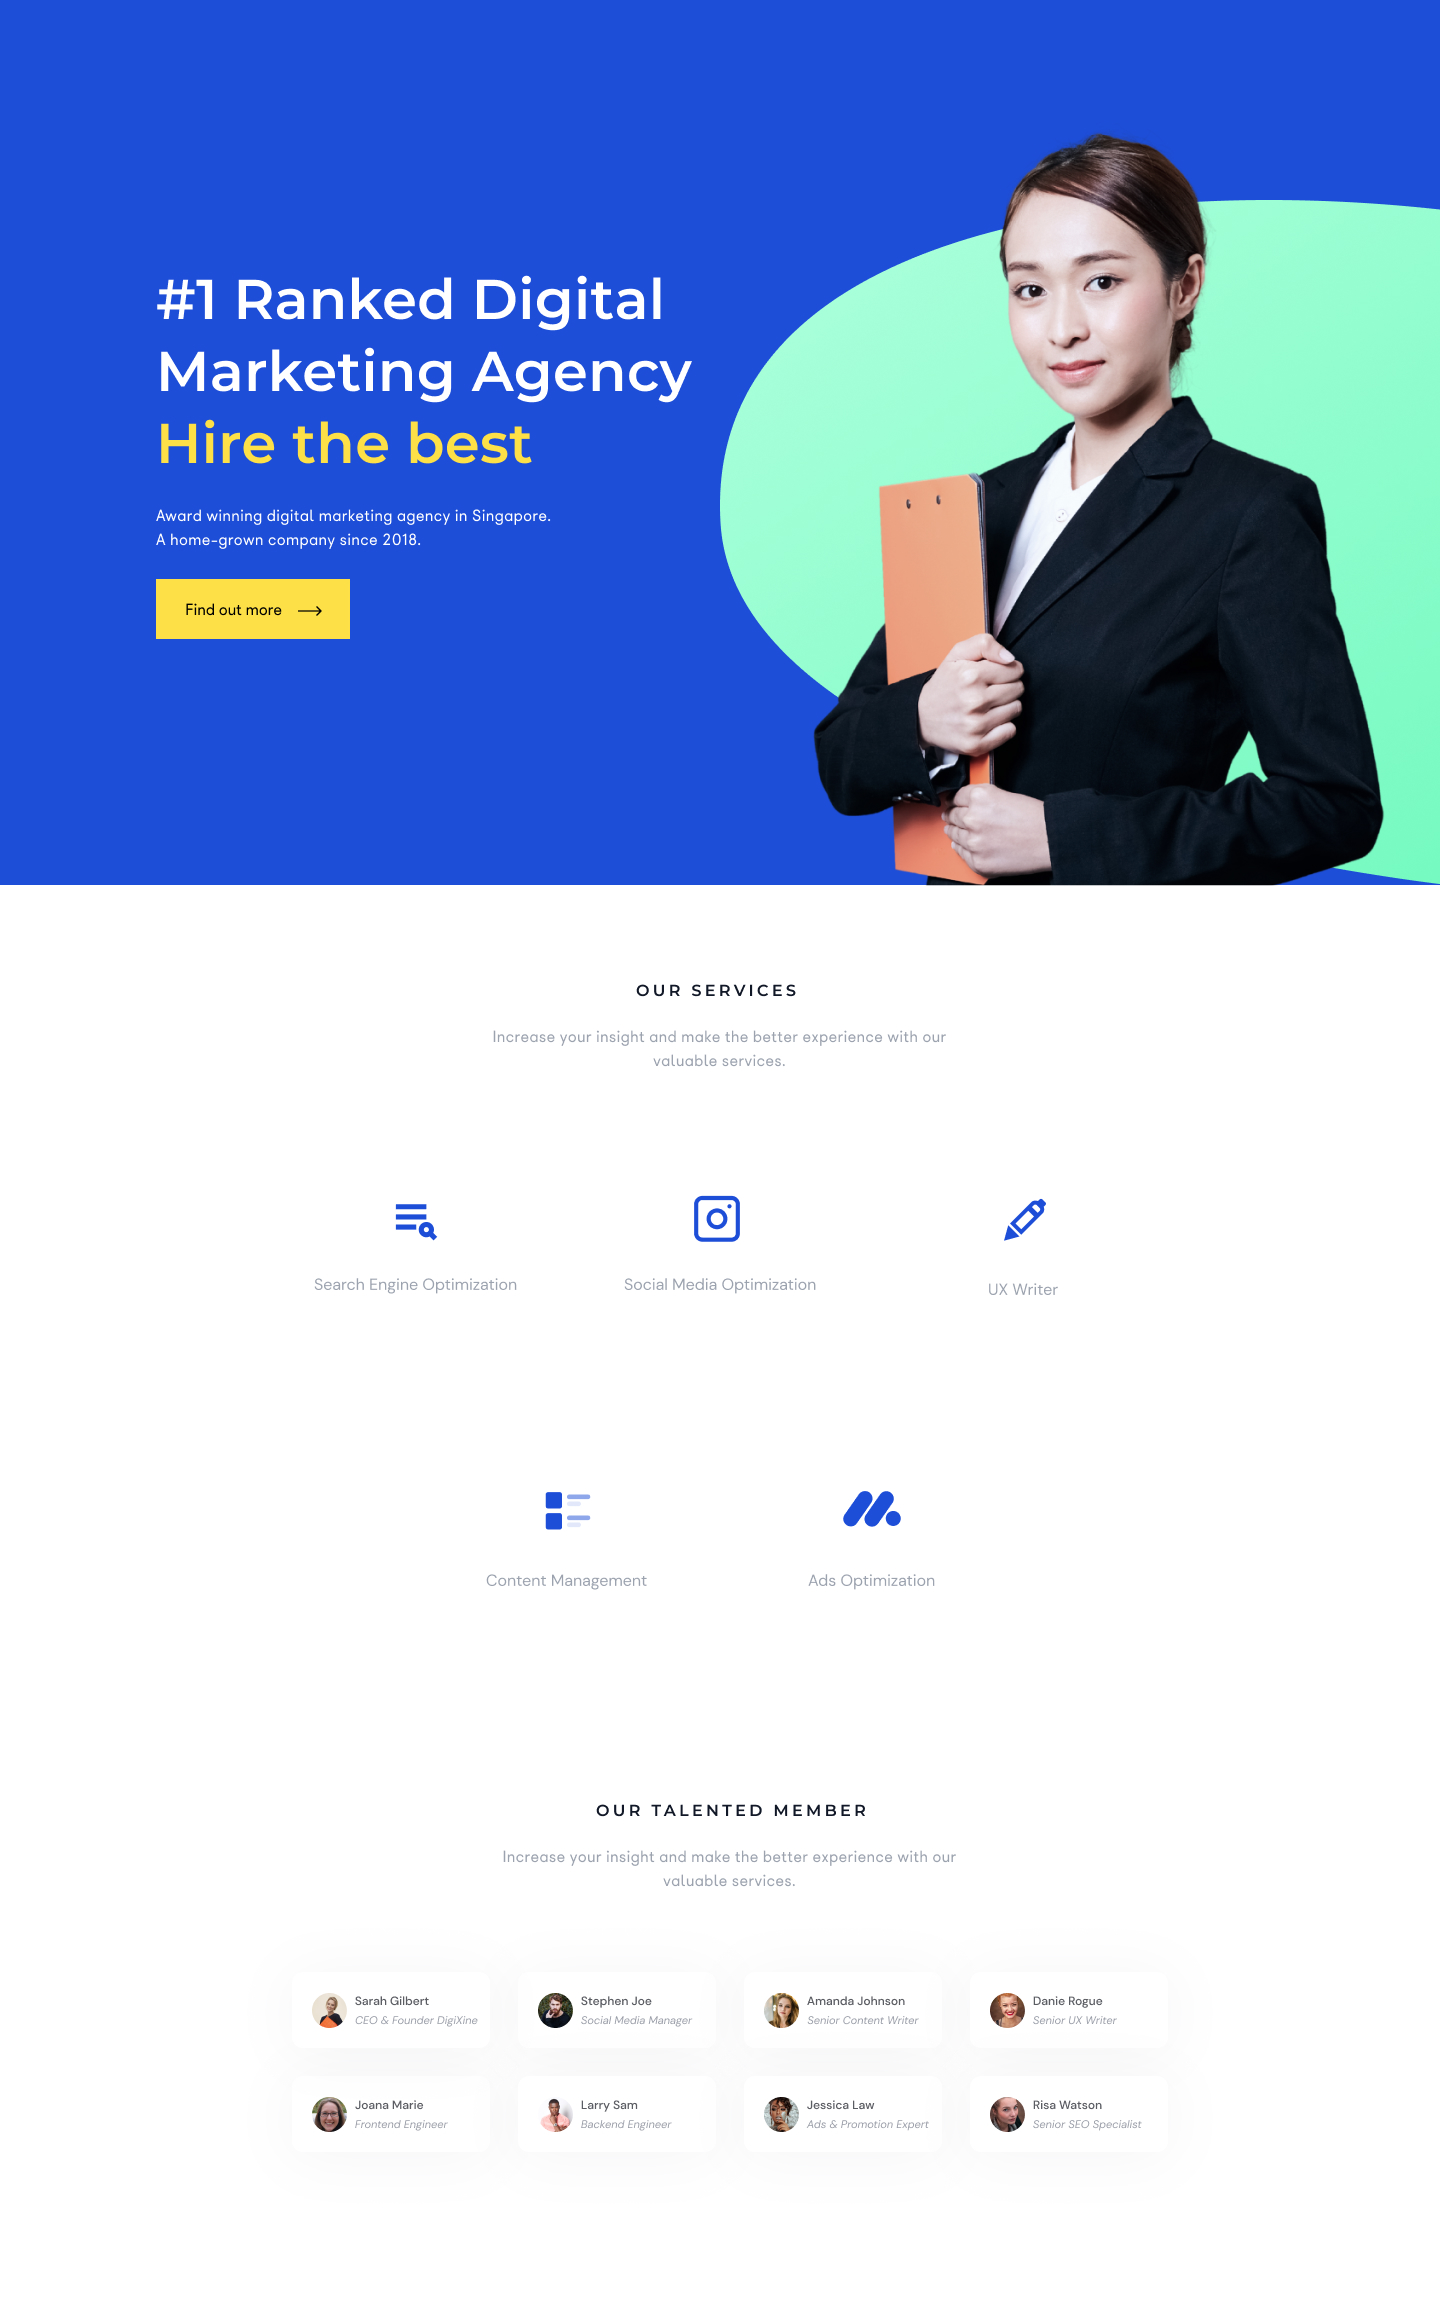 #1 Ranked Digital
Marketing Agency
Hire the best
Award winning digital marketing agency in Singapore.
A home-grown company since 2018.
Find out more
OUR SERVICES
Increase your insight and make the better experience with our
valuable services.
Search Engine Optimization
Social Media Optimization
UX Writer
Content Management
Ads Optimization
OUR TALENTED MEMBER
Increase your insight and make the better experience with our
valuable services.
Sarah Gilbert
CEO & Founder DigiXine
Stephen Joe
Social Media Manager
Amanda Johnson
Senior Content Writer
Danie Rogue
Senior UX Writer
Joana Marie
Frontend Engineer
Larry Sam
Backend Engineer
Jessica Law
Ads & Promotion Expert
Risa Watson
Senior SEO Specialist